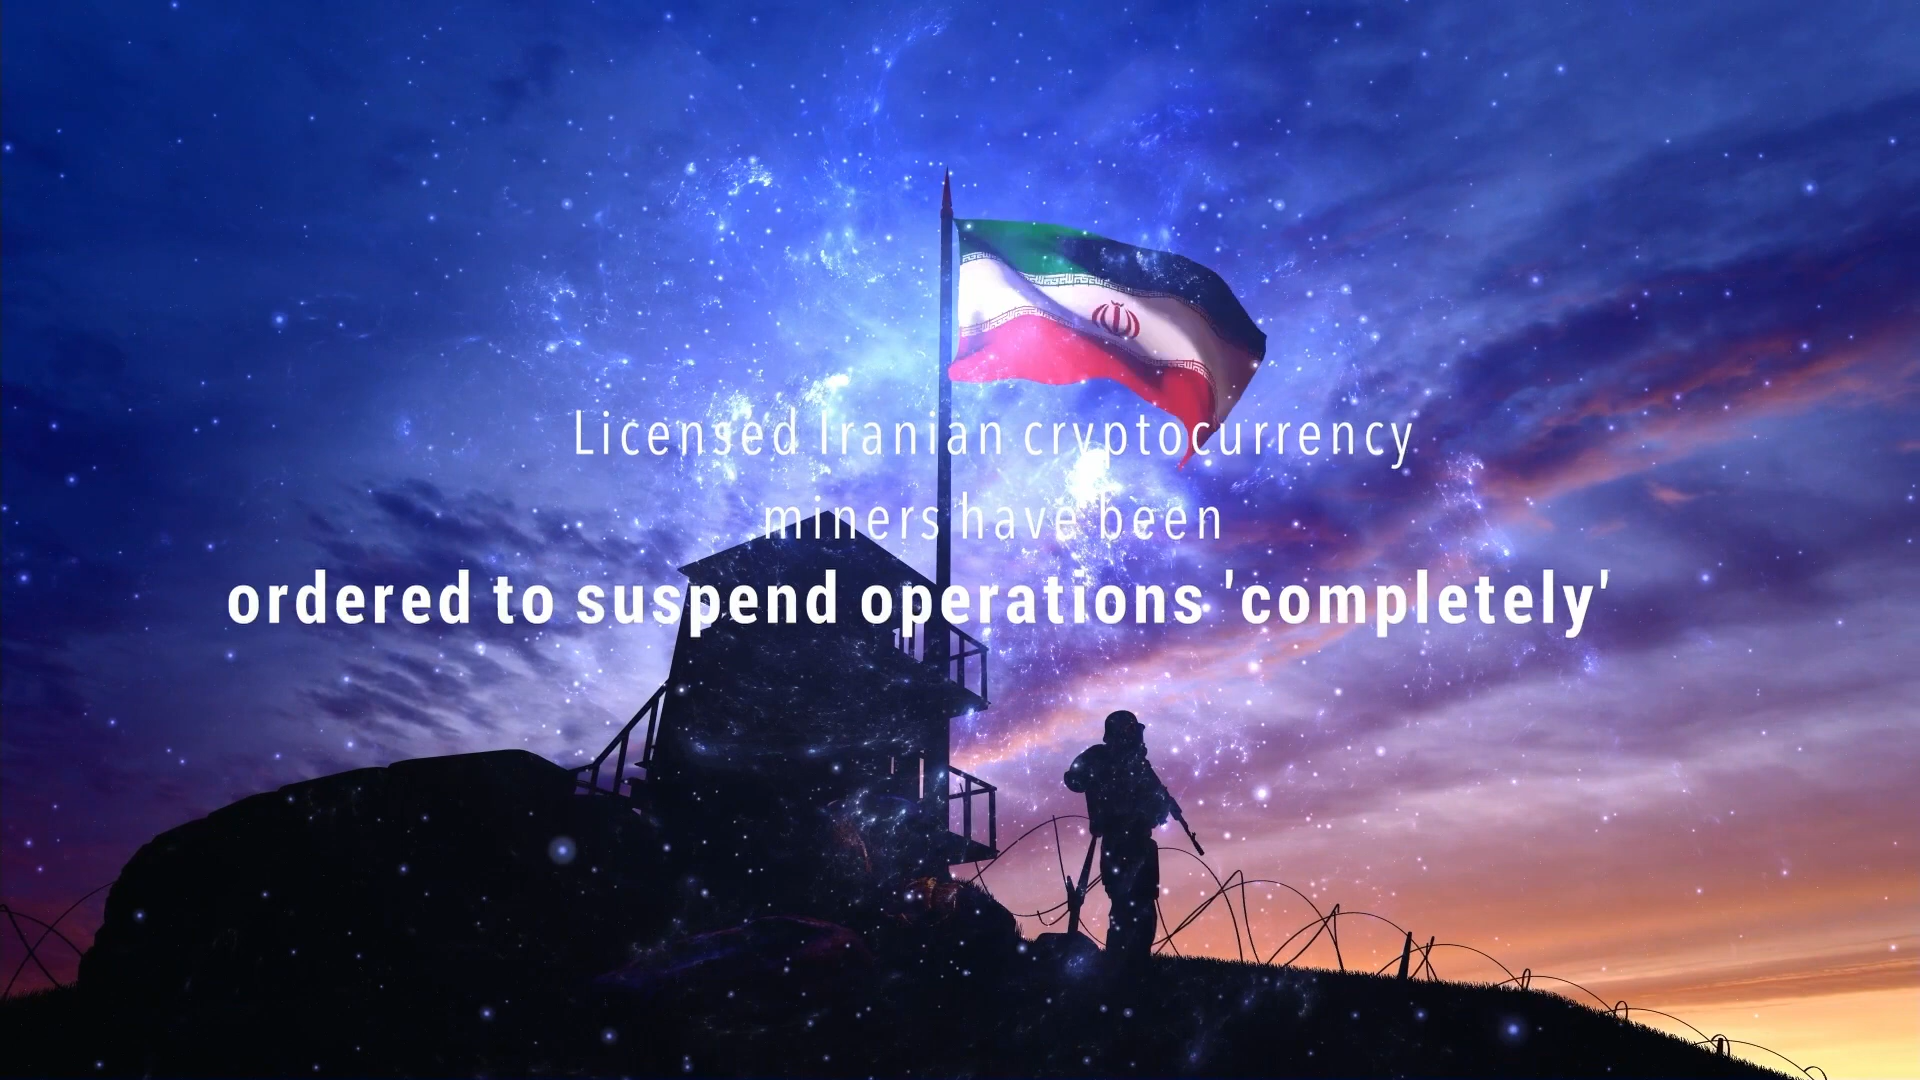 Licensed Iranian cryptocurrency
miners have been
ordered to suspend operations 'completely'